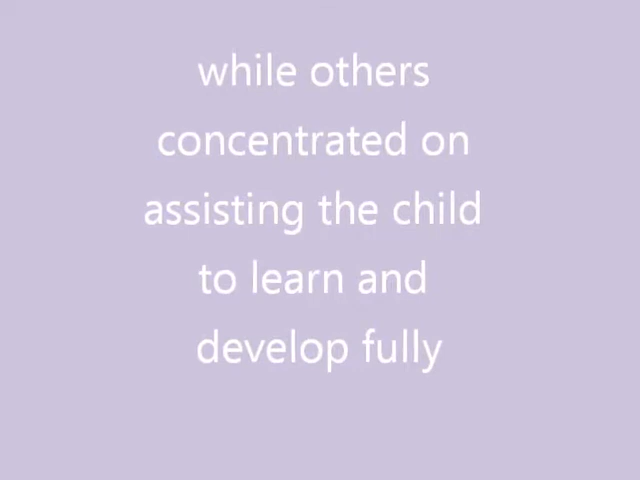 while others
concentrated on
assisting the child
to learn and
develop fully